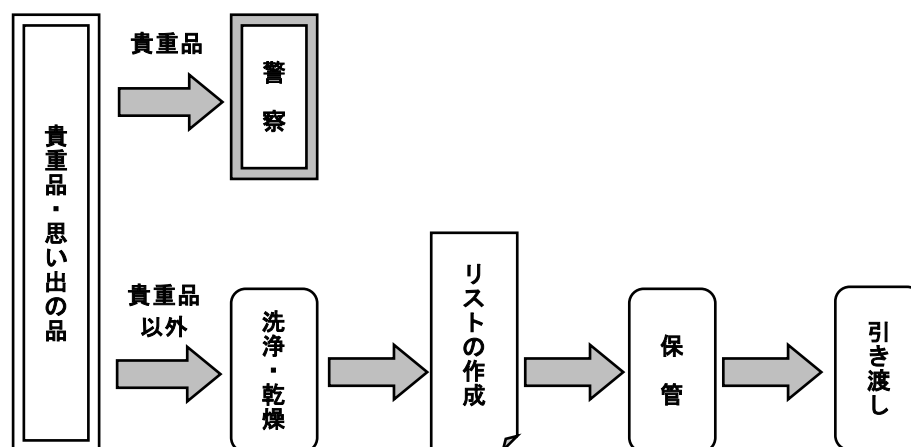 貴重品・思い出の品
貴重品
警察
貴重品
以外
洗浄・乾燥
リストの作成
保管
引き渡し